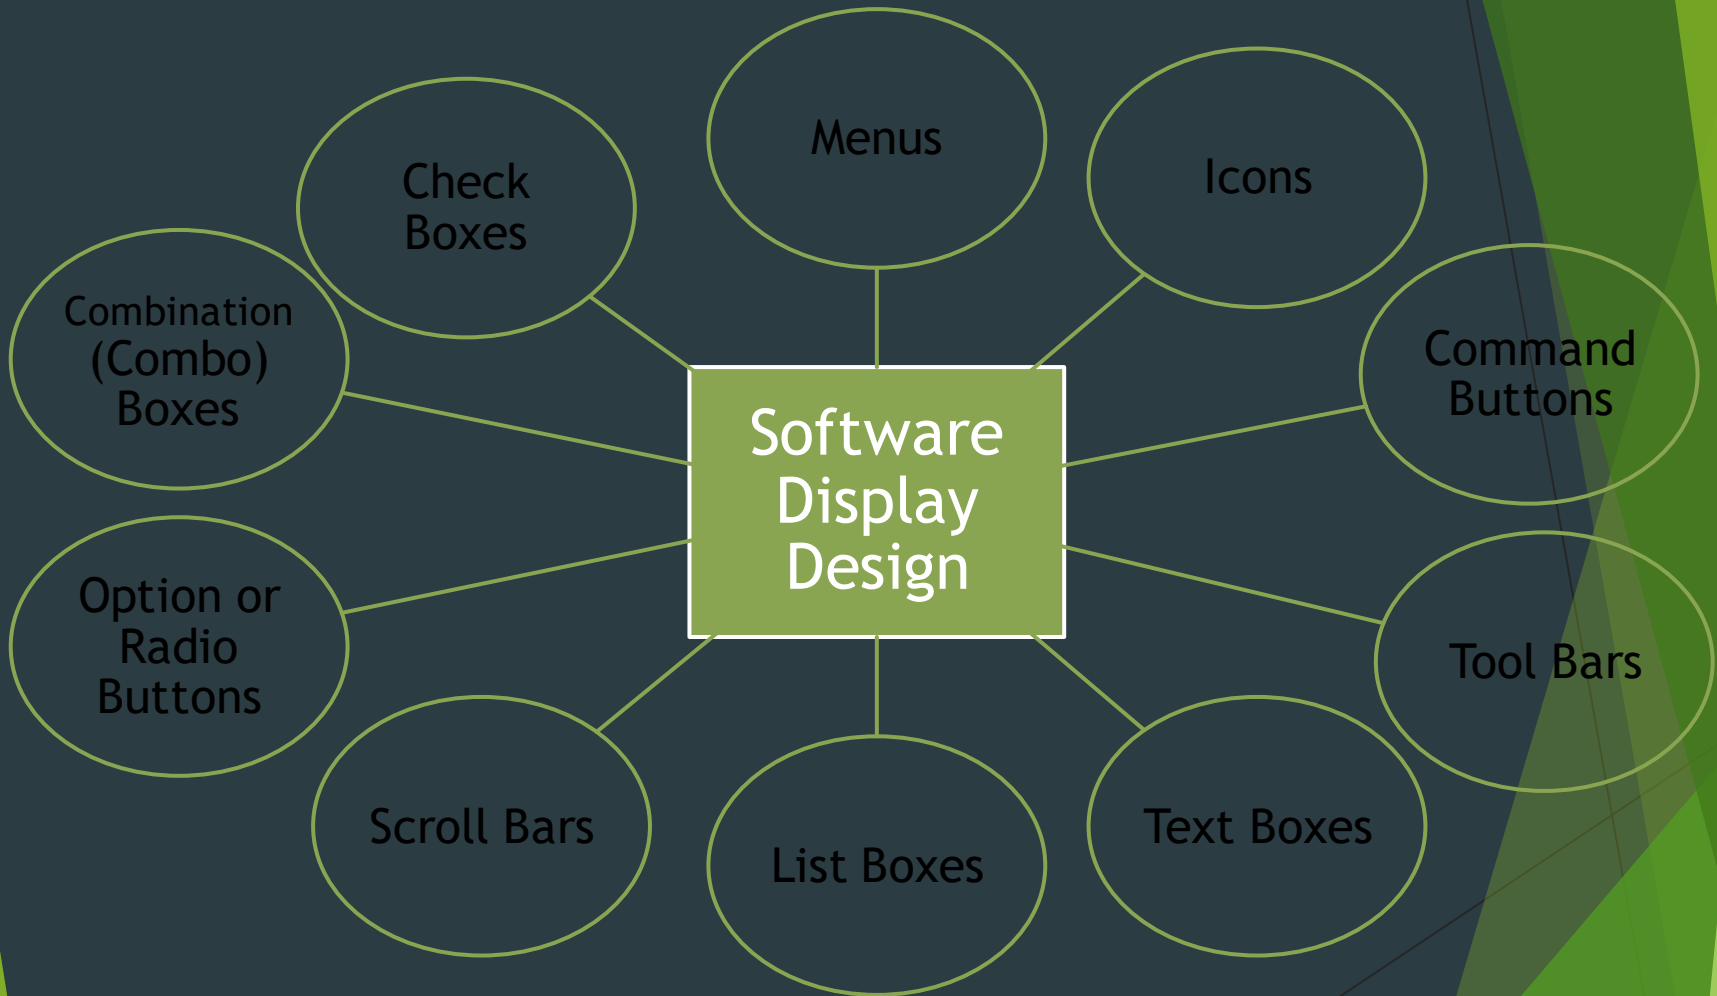 Menus
Icons
Command
Buttons
Tool Bars
Text Boxes
List Boxes
Scroll Bars
Option or
Radio
Buttons
Combination
(Combo)
Boxes
Check
Boxes
Software
Display
Design